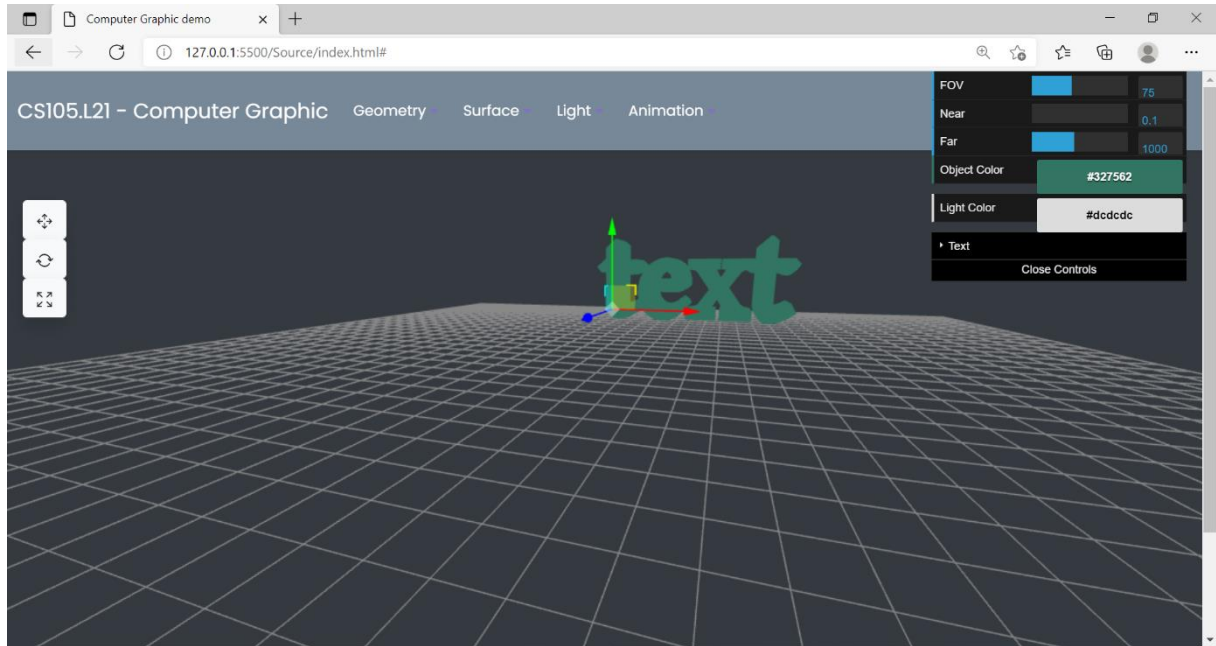 Computer Graphic demo
127.0.0.1:5500/Source/index.html#
CS105.L21 - Computer Graphic Geometry Surface Light Animation
FOV 75
Near 0.1
Far 1000
Object Color #327562
Light Color #dcdcdc
Text
Close Controls
text